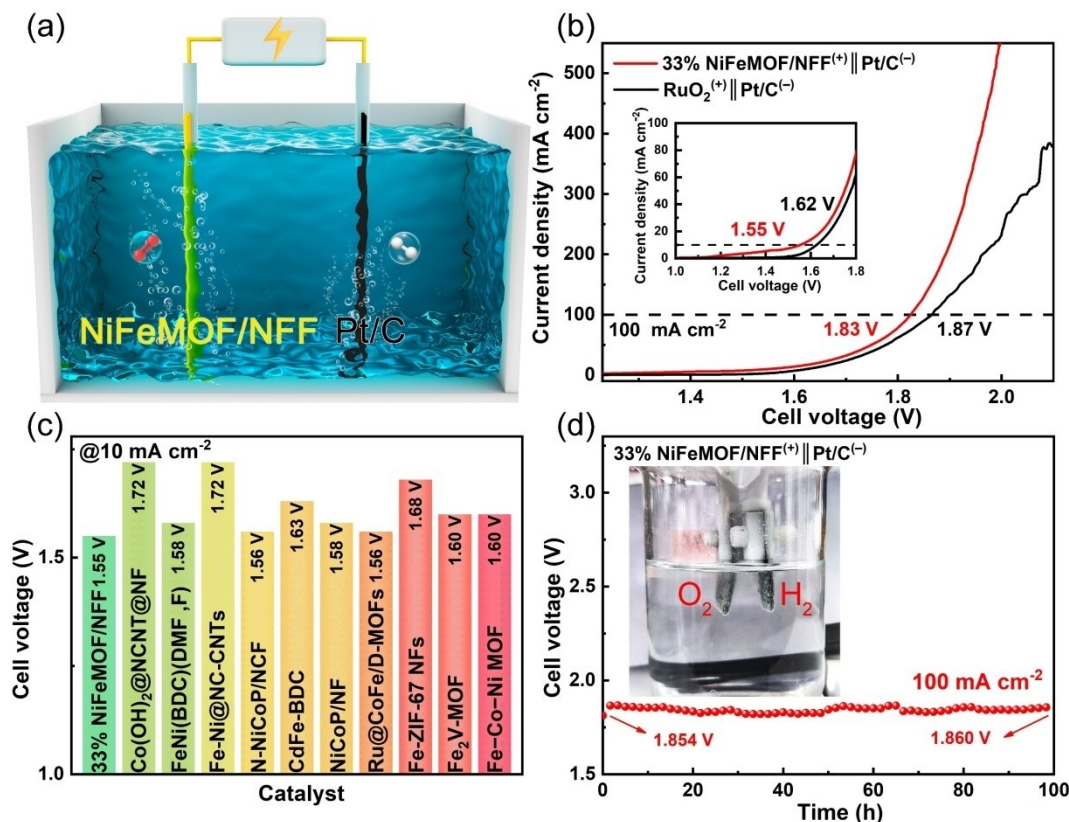 (a)
NiFeMOF/NFF Pt/C
(b)
33% NiFeMOF/NFF⁽⁺⁾||Pt/C⁽⁻⁾
RuO₂⁽⁺⁾||Pt/C⁽⁻⁾
500
400
300
200
100
0
Current density (mA cm⁻²)
100
80
60
40
20
0
Current density (mA cm⁻²)
1.62 V
1.55 V
1.0 1.2 1.4 1.6 1.8
Cell voltage (V)
100 mA cm⁻²
1.83 V
1.87 V
1.4 1.6 1.8 2.0
Cell voltage (V)
(c)
@10 mA cm⁻²
1.5
1.0
Cell voltage (V)
33% NiFeMOF/NFF 1.55 V
Co(OH)₂@NCNT@NF 1.72 V
FeNi(BDC)(DMF ,F) 1.58 V
Fe-Ni@NC-CNTs 1.72 V
N-NiCoP/NCF 1.56 V
CdFe-BDC 1.63 V
NiCoP/NF 1.58 V
Ru@CoFe/D-MOFs 1.56 V
Fe-ZIF-67 NFs 1.68 V
Fe₂V-MOF 1.60 V
Fe–Co–Ni MOF 1.60 V
Catalyst
(d)
33% NiFeMOF/NFF⁽⁺⁾||Pt/C⁽⁻⁾
3.0
2.5
2.0
1.5
Cell voltage (V)
O₂ H₂
100 mA cm⁻²
1.854 V
1.860 V
0 20 40 60 80 100
Time (h)